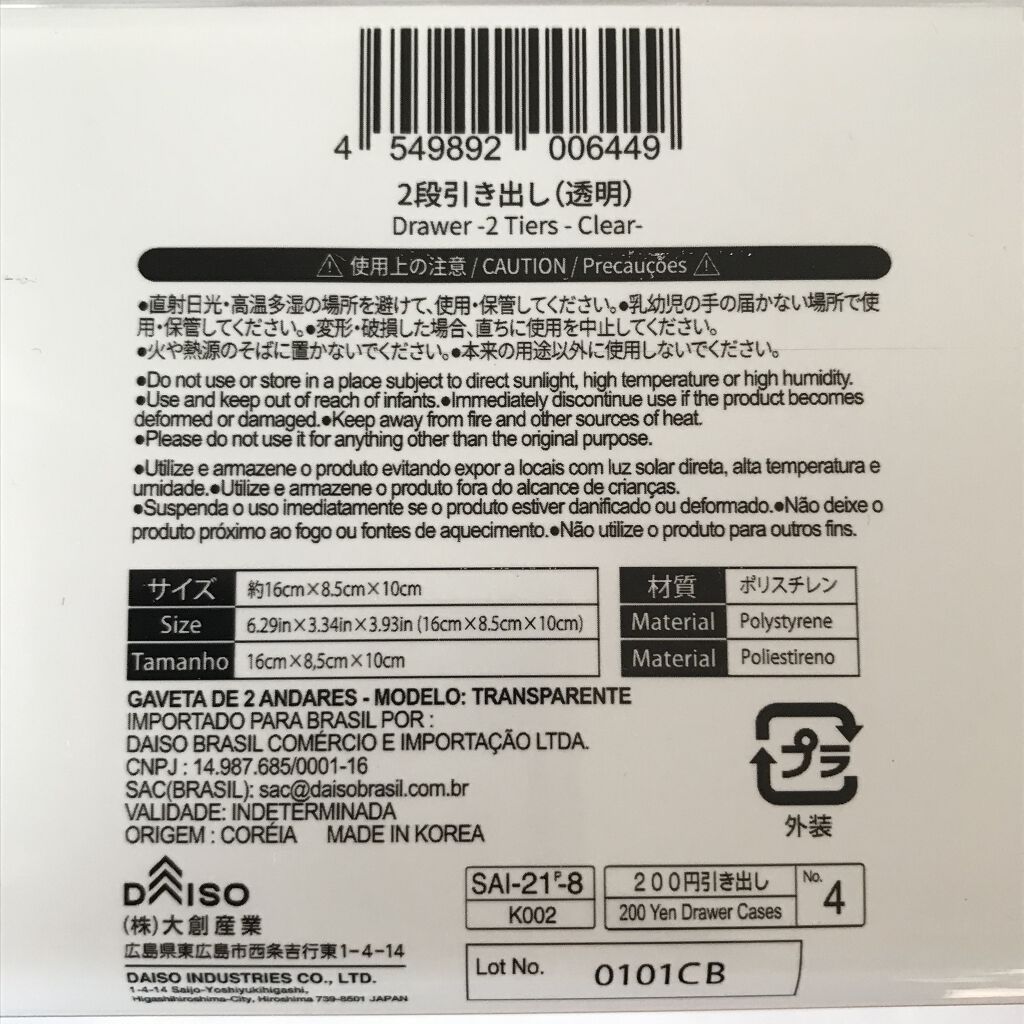 4 549892 006449
2段引き出し(透明)
Drawer -2 Tiers - Clear-
使用上の注意 / CAUTION / Precauções
●直射日光・高温多湿の場所を避けて、使用・保管してください。●乳幼児の手の届かない場所で使
用・保管してください。●変形・破損した場合、直ちに使用を中止してください。
●火や熱源のそばに置かないでください。●本来の用途以外に使用しないでください。
●Do not use or store in a place subject to direct sunlight, high temperature or high humidity.
●Use and keep out of reach of infants.●Immediately discontinue use if the product becomes
deformed or damaged.●Keep away from fire and other sources of heat.
●Please do not use it for anything other than the original purpose.
●Utilize e armazene o produto evitando expor a locais com luz solar direta, alta temperatura e
umidade.●Utilize e armazene o produto fora do alcance de crianças.
●Suspenda o uso imediatamente se o produto estiver danificado ou deformado.●Não deixe o
produto próximo ao fogo ou fontes de aquecimento.●Não utilize o produto para outros fins.
サイズ 約16cm×8.5cm×10cm
Size 6.29in×3.34in×3.93in (16cm×8.5cm×10cm)
Tamanho 16cm×8,5cm×10cm
材質 ポリスチレン
Material Polystyrene
Material Poliestireno
GAVETA DE 2 ANDARES - MODELO: TRANSPARENTE
IMPORTADO PARA BRASIL POR :
DAISO BRASIL COMÉRCIO E IMPORTAÇÃO LTDA.
CNPJ : 14.987.685/0001-16
SAC(BRASIL): sac@daisobrasil.com.br
VALIDADE: INDETERMINADA
ORIGEM : CORÉIA MADE IN KOREA
プラ
外装
DAISO
(株)大創産業
広島県東広島市西条吉行東1-4-14
DAISO INDUSTRIES CO., LTD.
1-4-14 Saijo-Yoshiyukihigashi,
Higashihiroshima-City, Hiroshima 739-8501 JAPAN
SAI-21P-8
K002
200円引き出し
200 Yen Drawer Cases
No. 4
Lot No. 0101CB